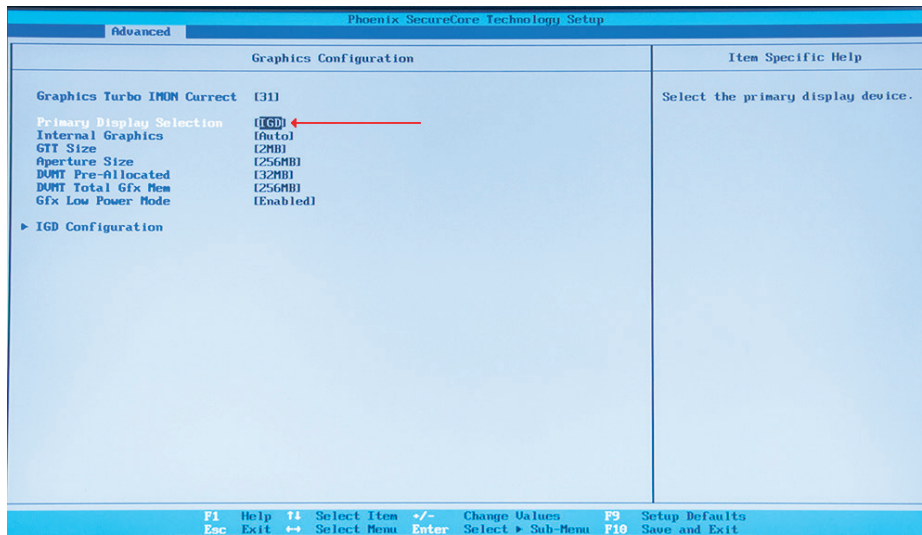 Phoenix SecureCore Technology Setup
Advanced
Graphics Configuration
Item Specific Help
Graphics Turbo IMON Currect [31]
Select the primary display device.
Primary Display Selection [IGD]
Internal Graphics [Auto]
GTT Size [2MB]
Aperture Size [256MB]
DVMT Pre-Allocated [32MB]
DVMT Total Gfx Mem [256MB]
Gfx Low Power Mode [Enabled]
▶ IGD Configuration
F1 Help ↑↓ Select Item +/- Change Values F9 Setup Defaults
Esc Exit ↔ Select Menu Enter Select ▶ Sub-Menu F10 Save and Exit